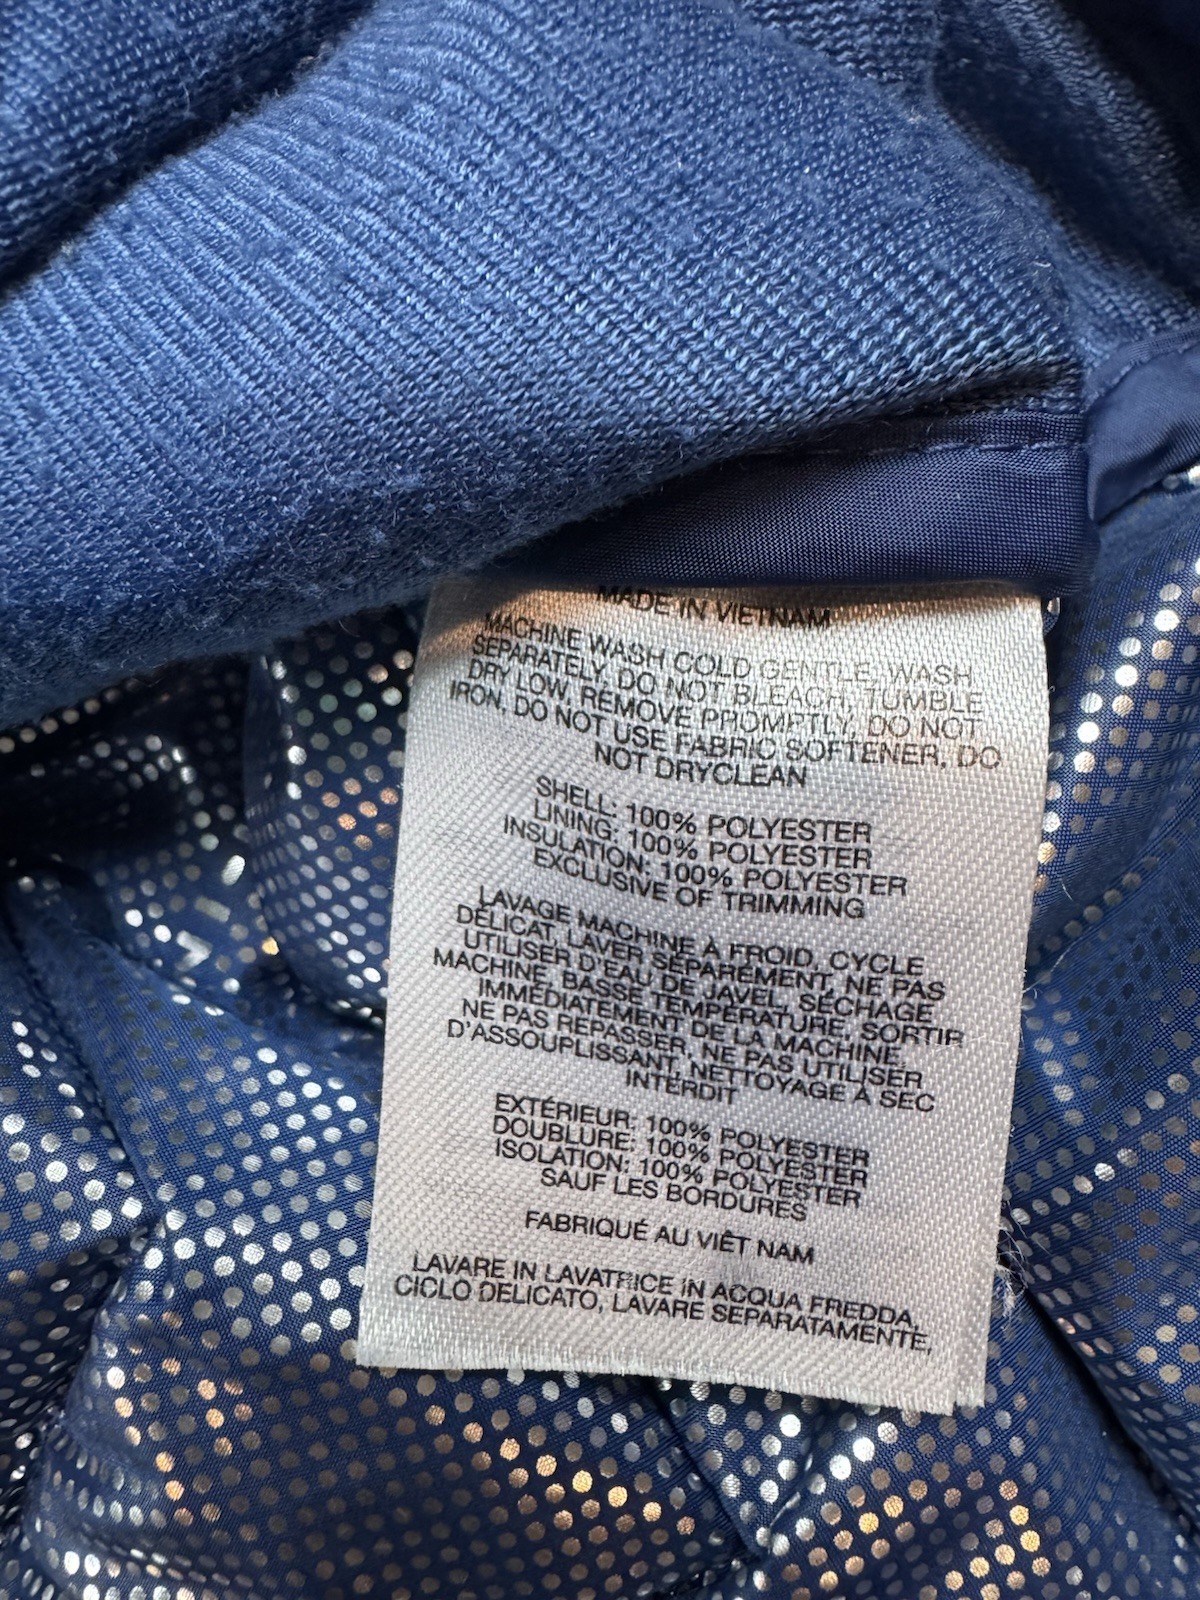 MADE IN VIETNAM
MACHINE WASH COLD GENTLE, WASH
SEPARATELY, DO NOT BLEACH, TUMBLE
DRY LOW, REMOVE PROMPTLY, DO NOT
IRON, DO NOT USE FABRIC SOFTENER, DO
NOT DRYCLEAN
SHELL: 100% POLYESTER
LINING: 100% POLYESTER
INSULATION: 100% POLYESTER
EXCLUSIVE OF TRIMMING
LAVAGE MACHINE À FROID, CYCLE
DÉLICAT, LAVER SÉPARÉMENT, NE PAS
UTILISER D'EAU DE JAVEL, SÉCHAGE
MACHINE, BASSE TEMPÉRATURE, SORTIR
IMMÉDIATEMENT DE LA MACHINE,
NE PAS REPASSER, NE PAS UTILISER
D'ASSOUPLISSANT, NETTOYAGE À SEC
INTERDIT
EXTÉRIEUR: 100% POLYESTER
DOUBLURE: 100% POLYESTER
ISOLATION: 100% POLYESTER
SAUF LES BORDURES
FABRIQUÉ AU VIÊT NAM
LAVARE IN LAVATRICE IN ACQUA FREDDA,
CICLO DELICATO, LAVARE SEPARATAMENTE,